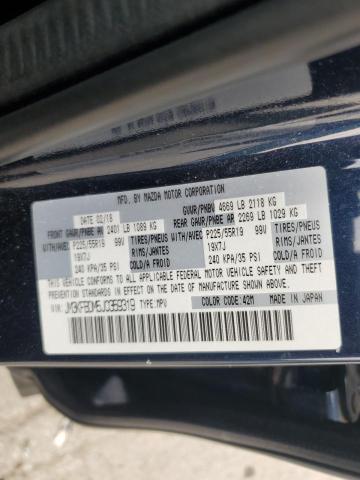 MFD. BY MAZDA MOTOR CORPORATION
DATE 02/18 GVWR/PNBV 4669 LB 2118 KG
FRONT GAWR/PNBE AV 2401 LB 1089 KG REAR GAWR/PNBE AR 2269 LB 1029 KG
WITH/AVEC P225/55R19 99V TIRES/PNEUS WITH/AVEC P225/55R19 99V TIRES/PNEUS
19X7J RIMS/JANTES 19X7J RIMS/JANTES
240 KPA/35 PSI COLD/A FROID 240 KPA/35 PSI COLD/A FROID
THIS VEHICLE CONFORMS TO ALL APPLICABLE FEDERAL MOTOR VEHICLE SAFETY, BUMPER,
AND THEFT PREVENTION STANDARDS IN EFFECT ON THE DATE OF MANUFACTURE SHOWN ABOVE.
VIN: TYPE: MPV COLOR CODE: 42M MADE IN JAPAN